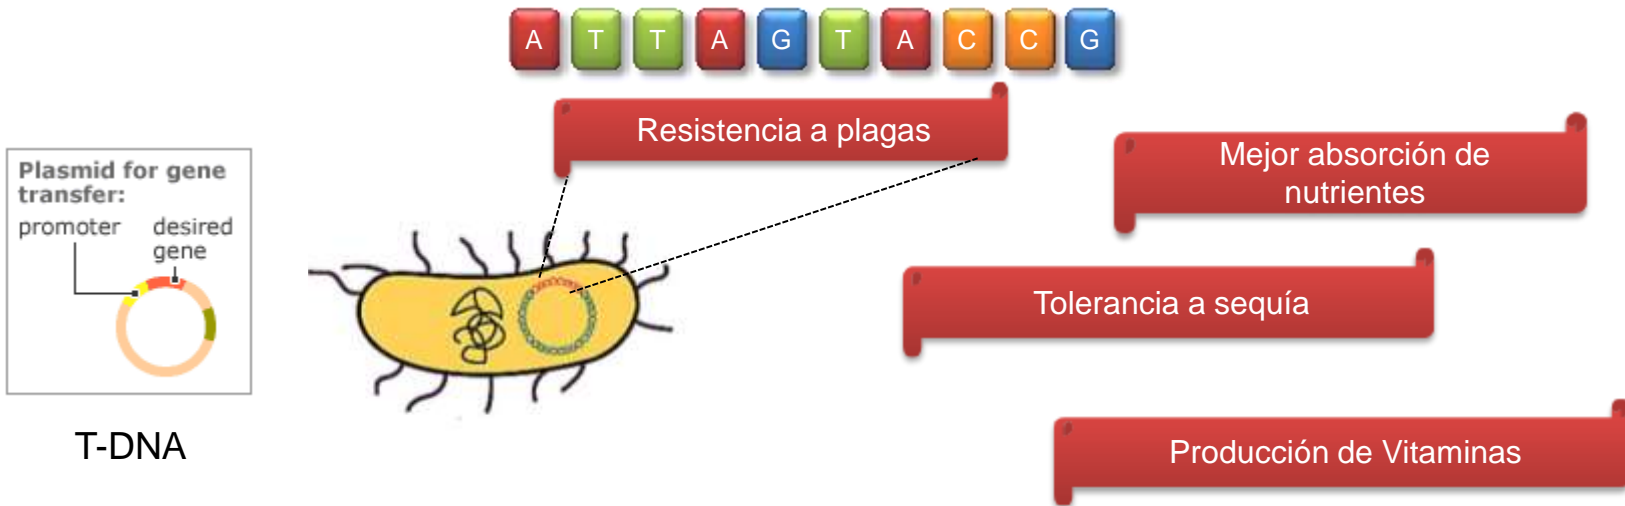 A T T A G T A C C G
Resistencia a plagas
Mejor absorción de
nutrientes
Plasmid for gene
transfer:
promoter
desired
gene
Tolerancia a sequía
T-DNA
Producción de Vitaminas